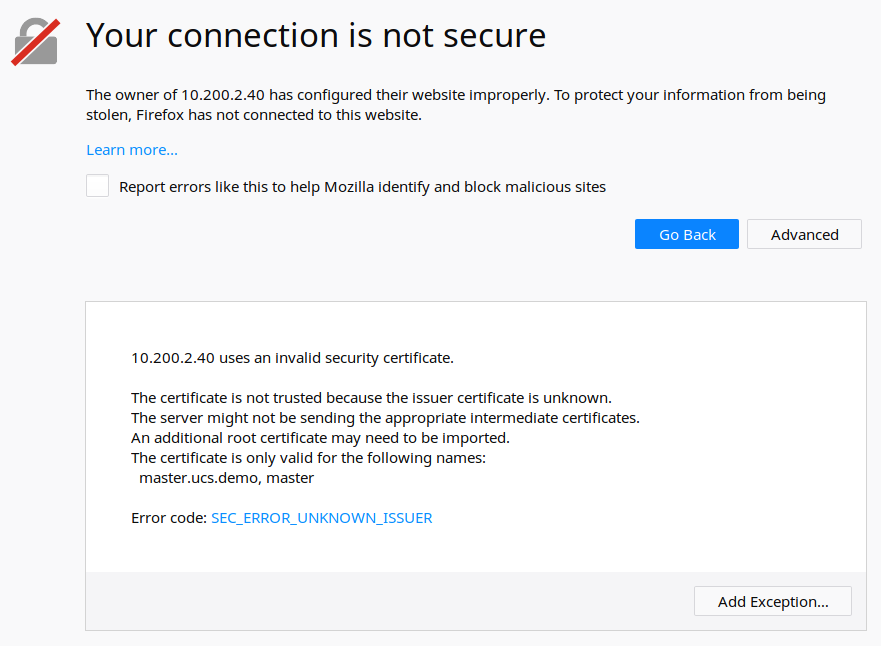 Your connection is not secure
The owner of 10.200.2.40 has configured their website improperly. To protect your information from being
stolen, Firefox has not connected to this website.
Learn more...
Report errors like this to help Mozilla identify and block malicious sites
Go Back
Advanced
10.200.2.40 uses an invalid security certificate.
The certificate is not trusted because the issuer certificate is unknown.
The server might not be sending the appropriate intermediate certificates.
An additional root certificate may need to be imported.
The certificate is only valid for the following names:
master.ucs.demo, master
Error code: SEC_ERROR_UNKNOWN_ISSUER
Add Exception...